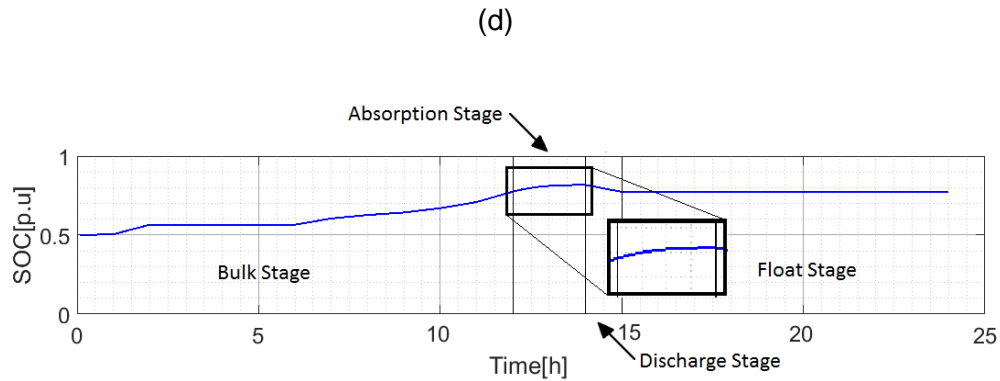 (d)
Absorption Stage
1
0.5
0
SOC[p.u]
Bulk Stage
Float Stage
0
5
10
15
20
25
Time[h]
Discharge Stage